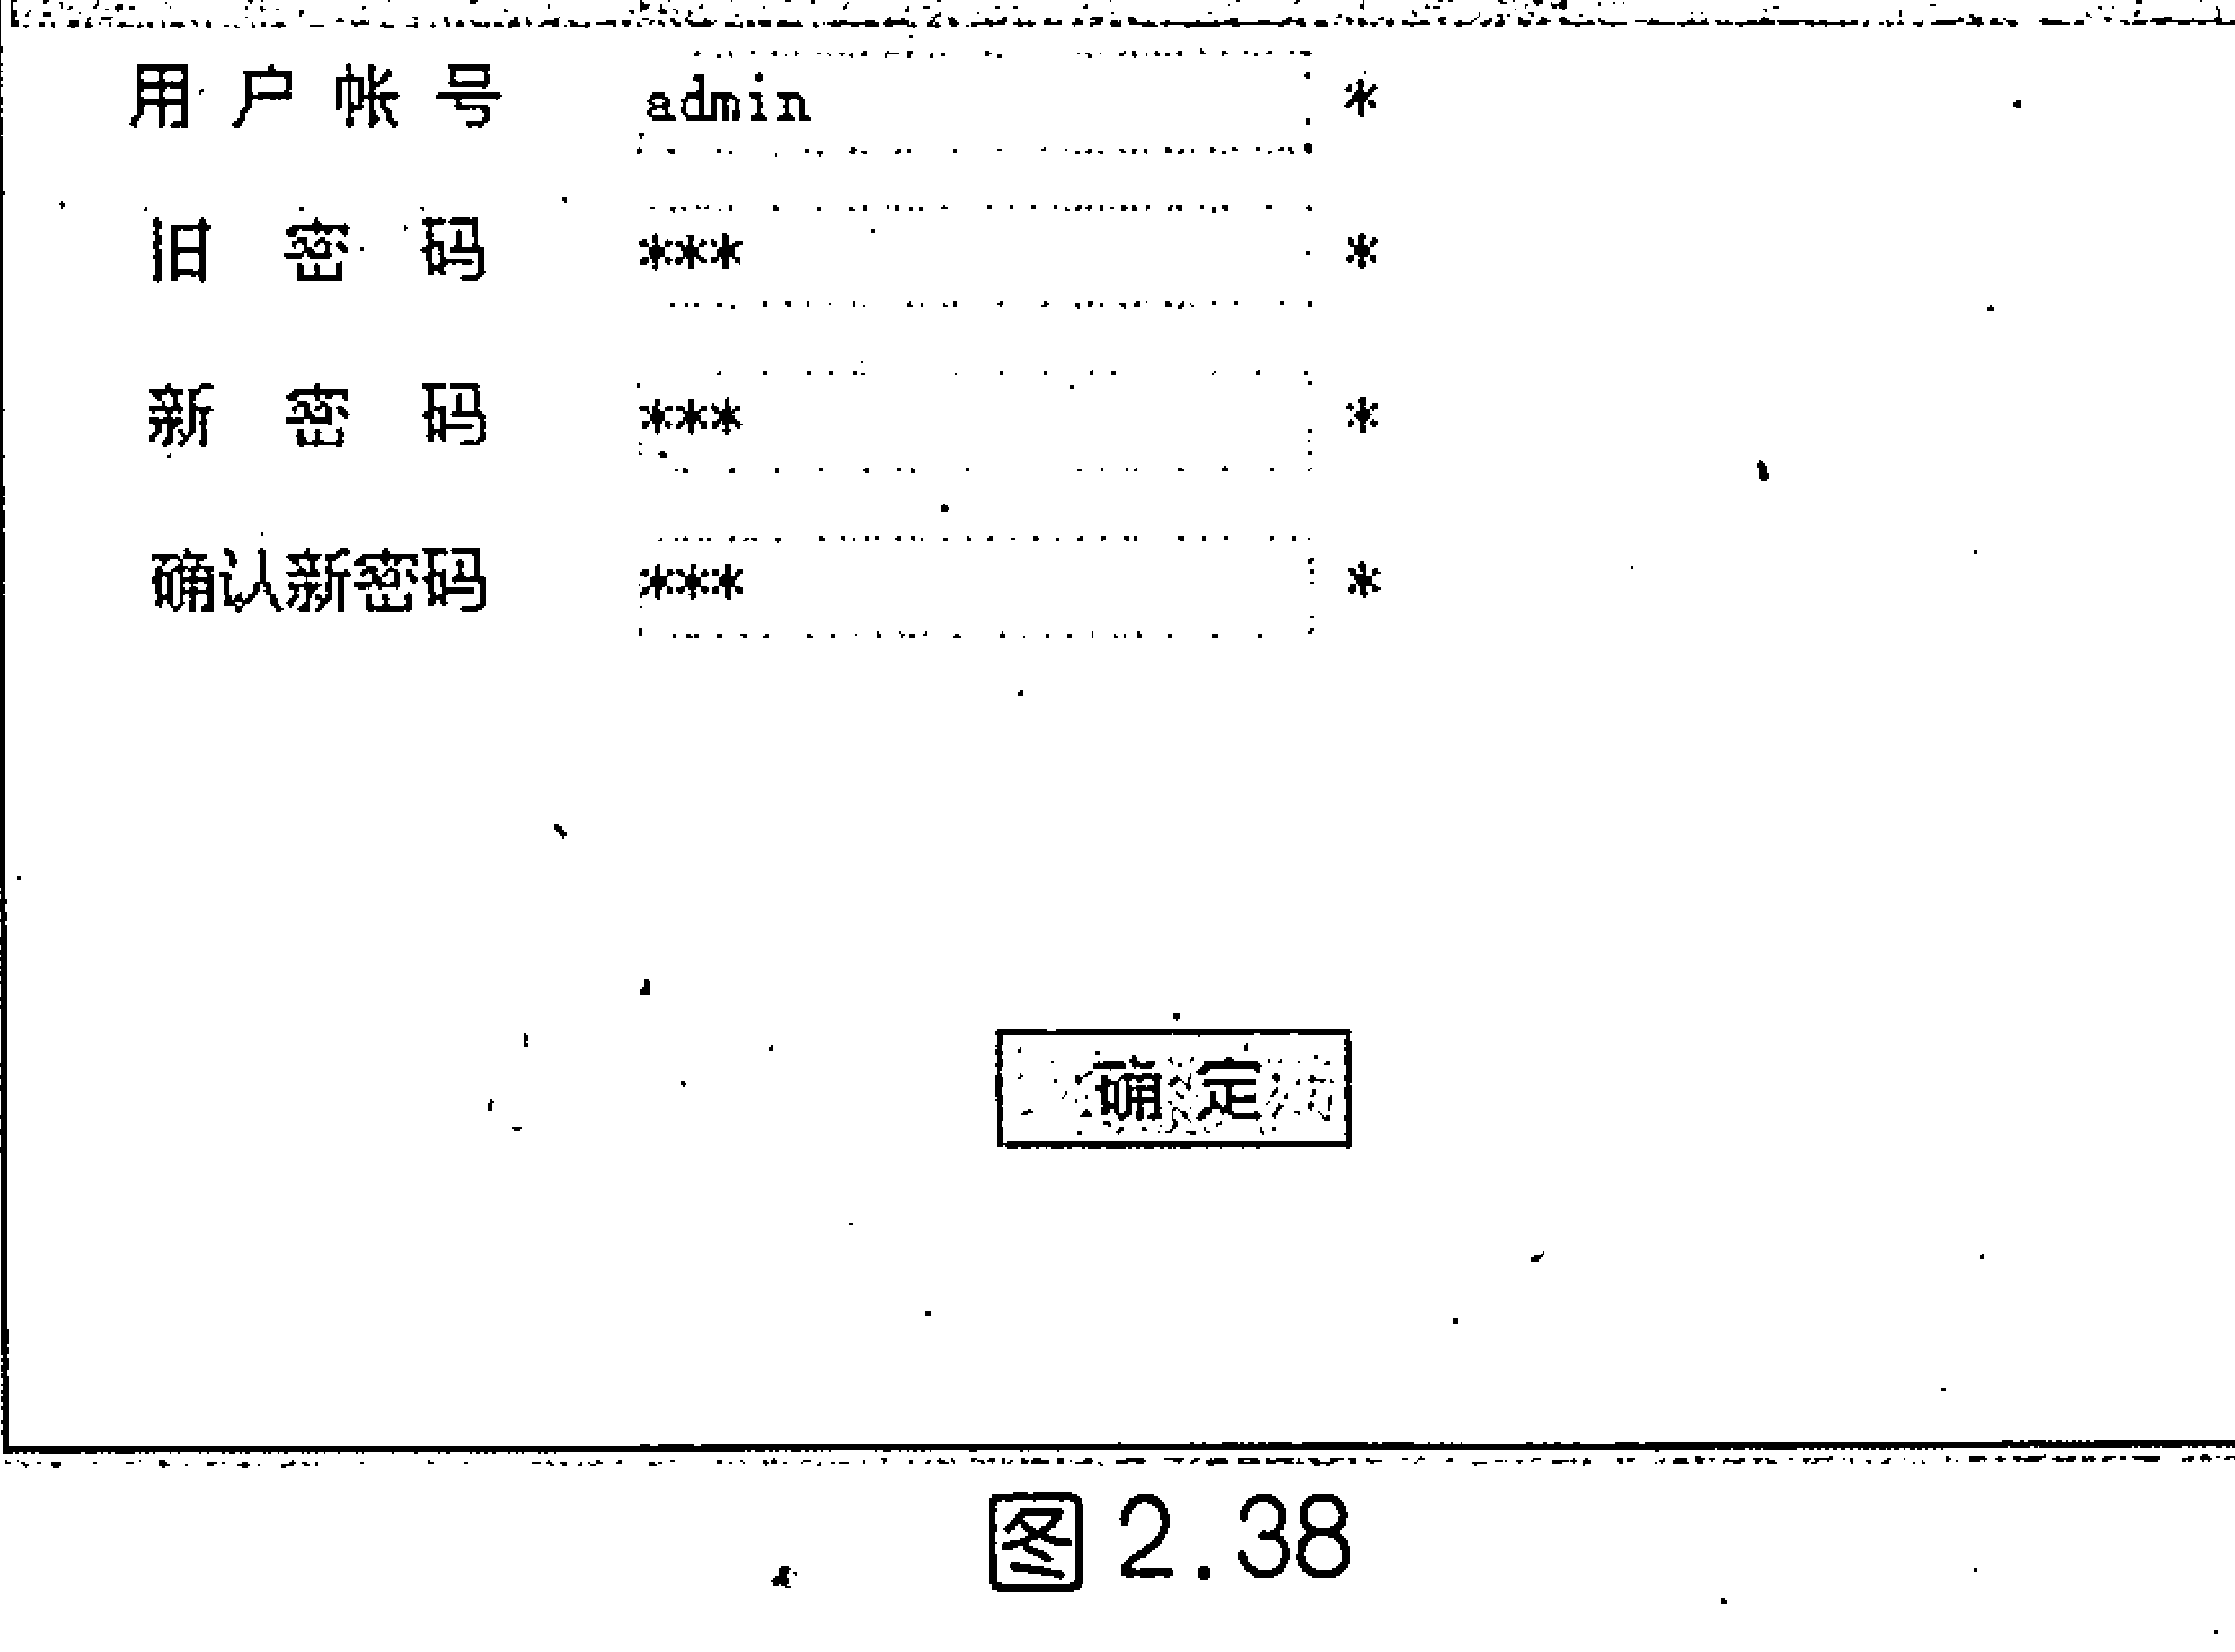 用户帐号 admin *
旧密码 *** *
新密码 *** *
确认新密码 *** *
确定
图 2.38